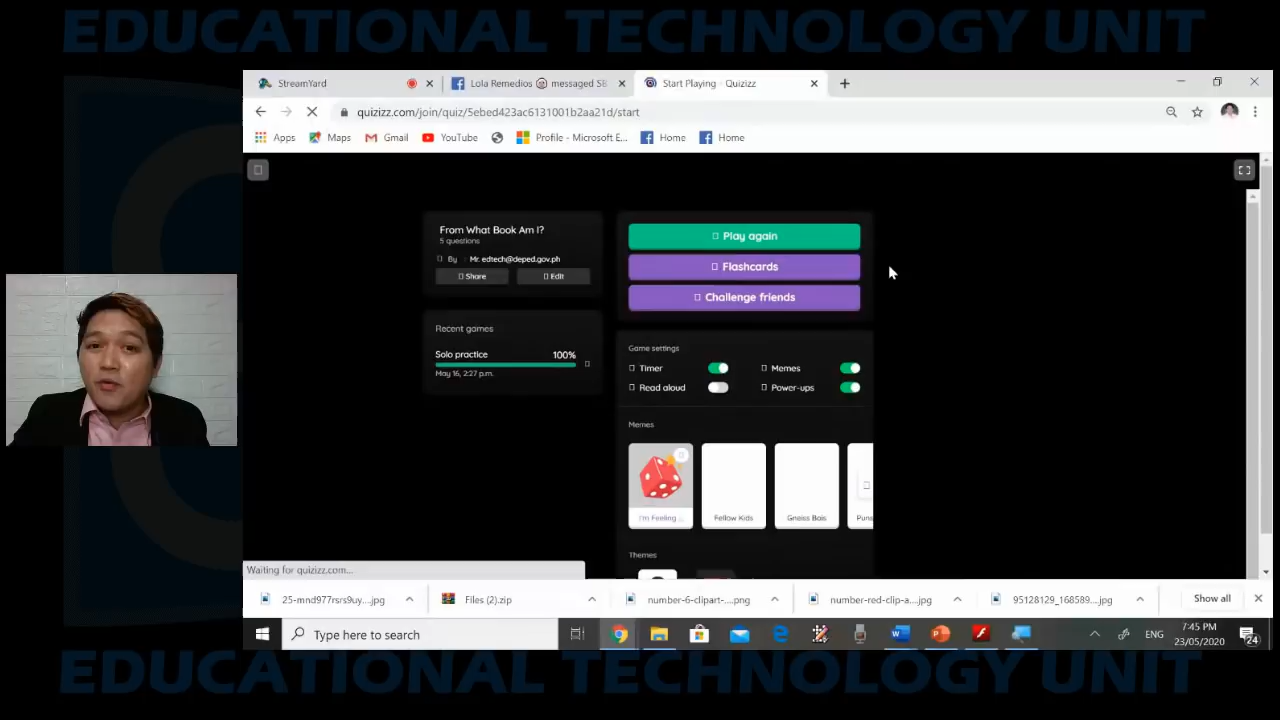 EDUCATIONAL TECHNOLOGY UNIT
StreamYard
Lola Remedios
messaged S
Start Playing - Quizizz
quizizz.com/join/quiz/5ebed423ac6131001b2aa21d/start
Apps
Maps
Gmail
YouTube
Profile - Microsoft E...
Home
Home
From What Book Am I?
5 questions
By : Mr. edtech@deped.gov.ph
Share
Edit
Recent games
Solo practice 100%
May 16, 2:27 p.m.
Play again
Flashcards
Challenge friends
Game settings
Timer
Memes
Read aloud
Power-ups
Memes
I'm Feeling ...
Fellow Kids
Gneiss Bois
Puns
Themes
Waiting for quizizz.com...
25-mnd977rsrs9uy....jpg
Files (2).zip
number-6-clipart-....png
number-red-clip-a....jpg
95128129_168589....jpg
Show all
Type here to search
ENG
7:45 PM
23/05/2020
24
EDUCATIONAL TECHNOLOGY UNIT